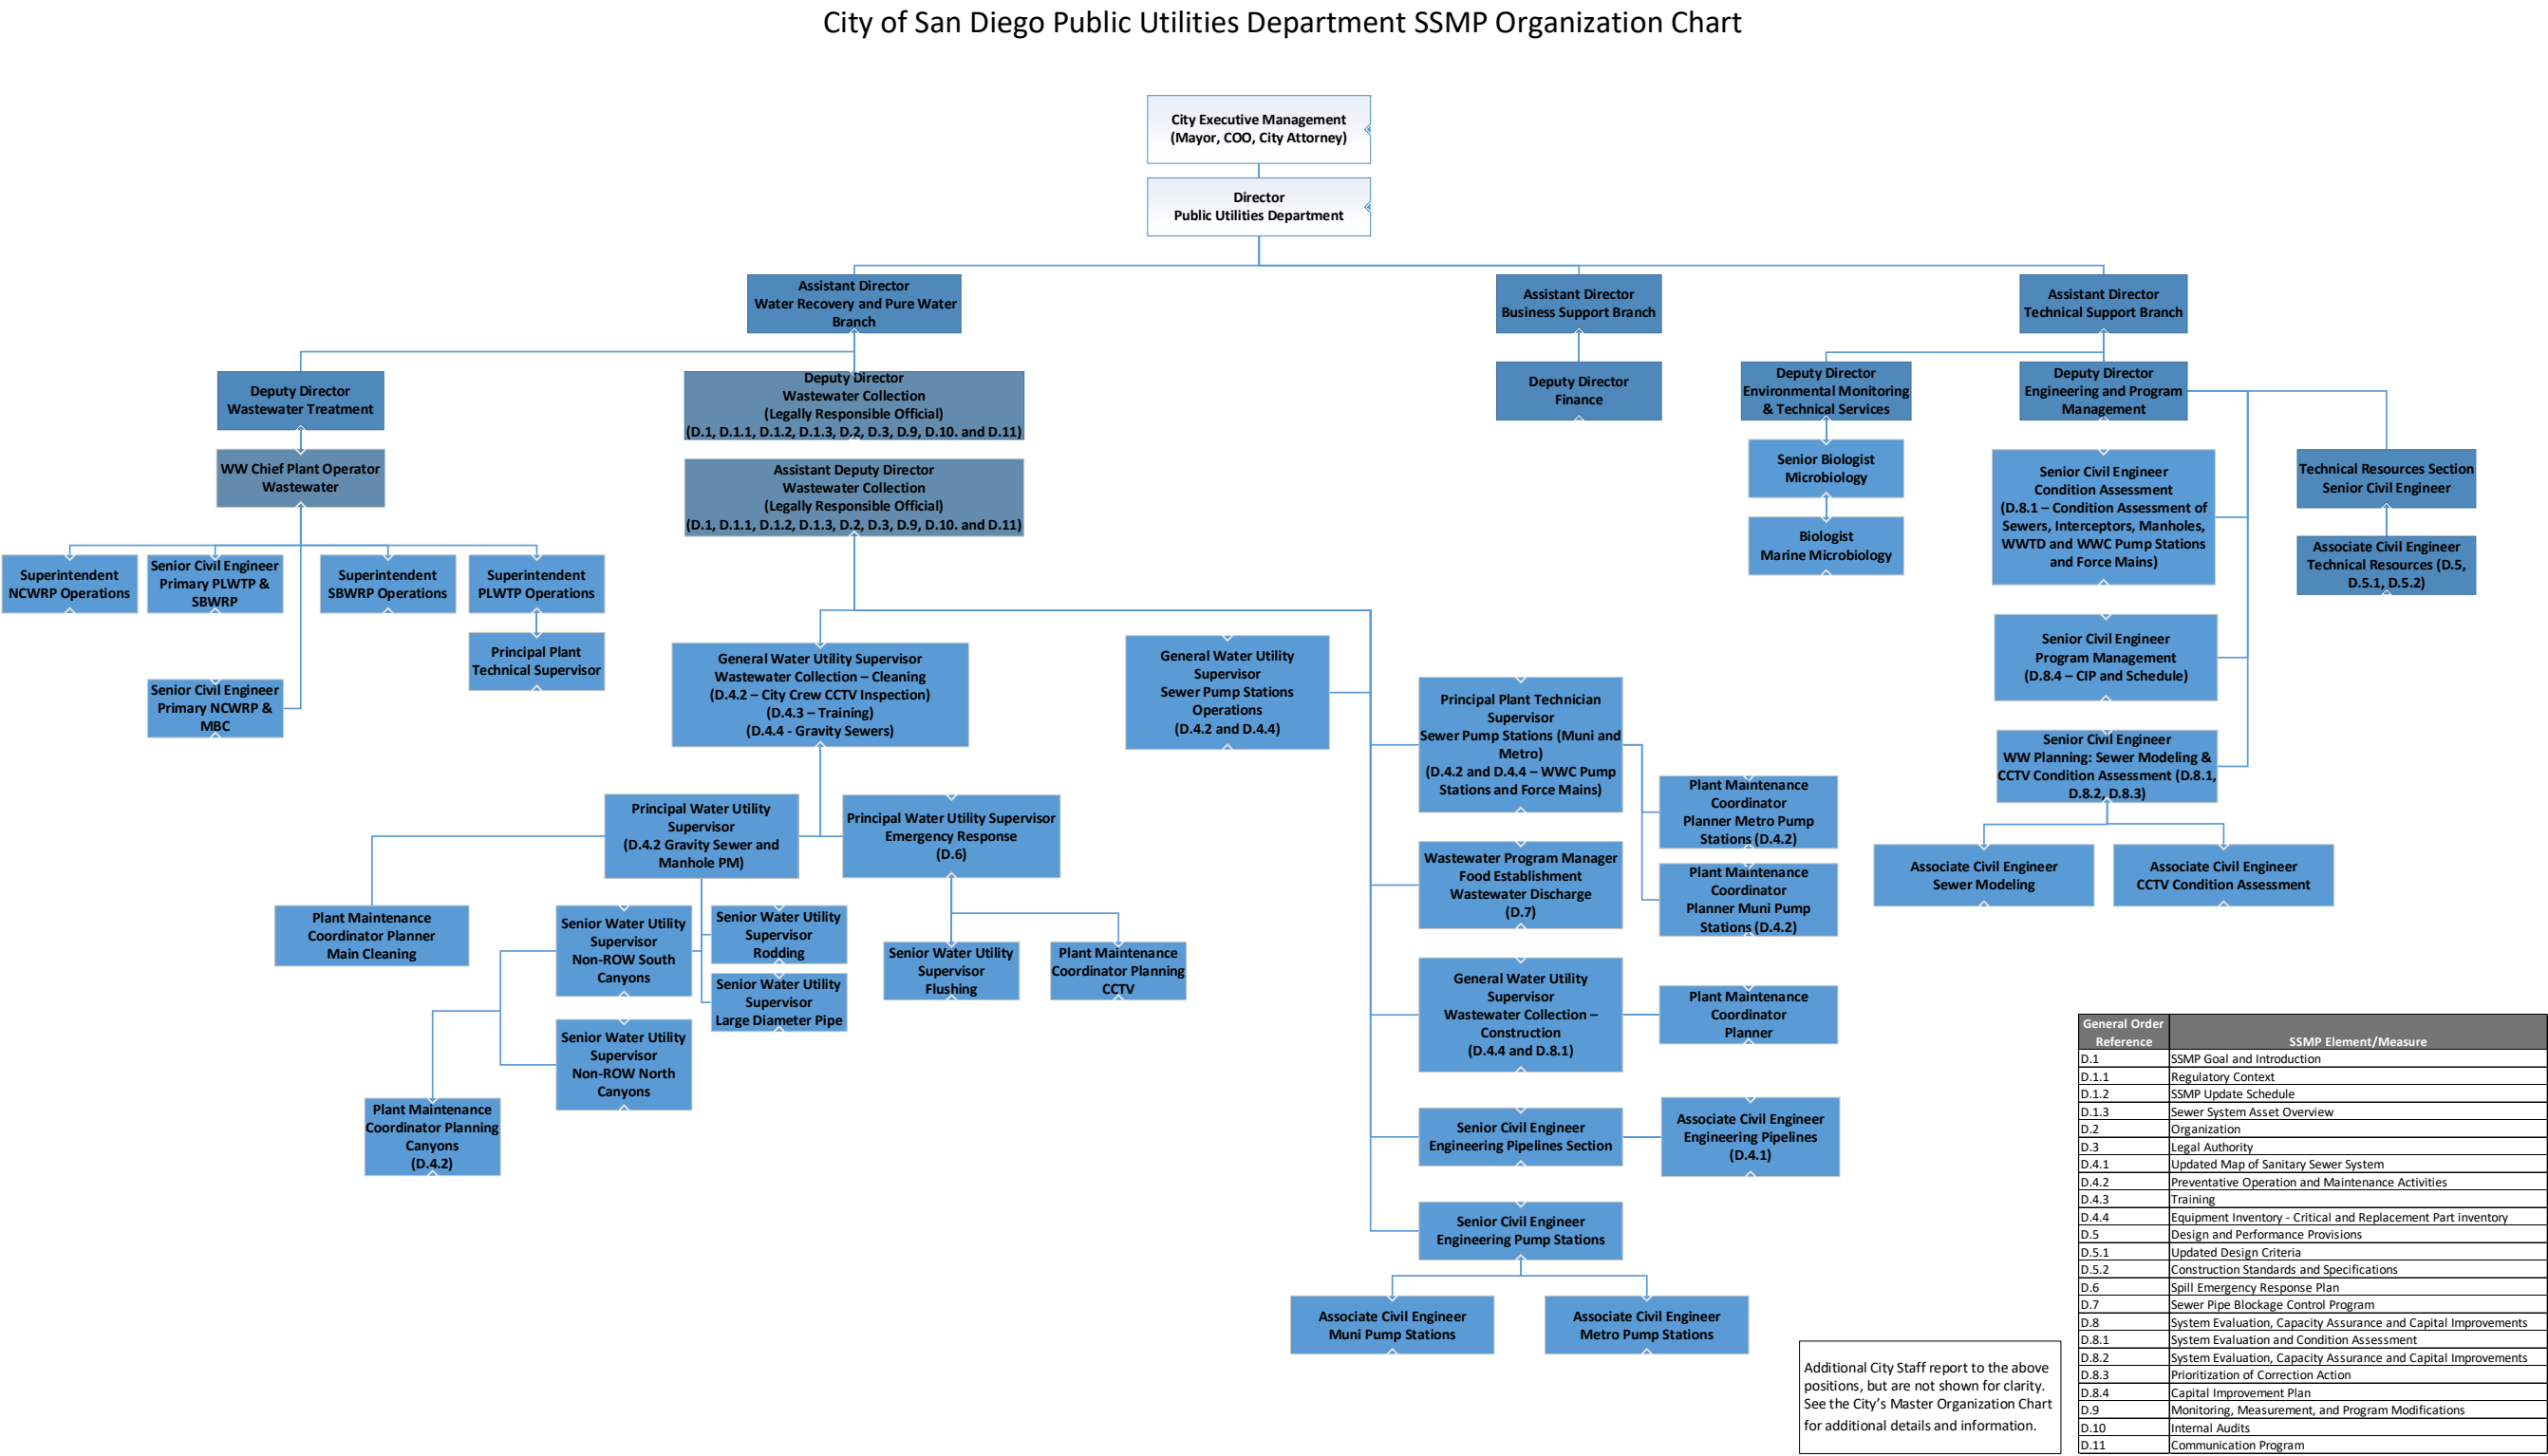 City of San Diego Public Utilities Department SSMP Organization Chart
City Executive Management
(Mayor, COO, City Attorney)
Director
Public Utilities Department
Assistant Director
Water Recovery and Pure Water
Branch
Assistant Director
Business Support Branch
Assistant Director
Technical Support Branch
Deputy Director
Wastewater Treatment
Deputy Director
Wastewater Collection
(Legally Responsible Official)
(D.1, D.1.1, D.1.2, D.1.3, D.2, D.3, D.9, D.10. and D.11)
Deputy Director
Finance
Deputy Director
Environmental Monitoring
& Technical Services
Deputy Director
Engineering and Program
Management
WW Chief Plant Operator
Wastewater
Assistant Deputy Director
Wastewater Collection
(Legally Responsible Official)
(D.1, D.1.1, D.1.2, D.1.3, D.2, D.3, D.9, D.10. and D.11)
Senior Biologist
Microbiology
Biologist
Marine Microbiology
Senior Civil Engineer
Condition Assessment
(D.8.1 – Condition Assessment of
Sewers, Interceptors, Manholes,
WWTD and WWC Pump Stations
and Force Mains)
Technical Resources Section
Senior Civil Engineer
Associate Civil Engineer
Technical Resources (D.5,
D.5.1, D.5.2)
Superintendent
NCWRP Operations
Senior Civil Engineer
Primary PLWTP &
SBWRP
Superintendent
SBWRP Operations
Superintendent
PLWTP Operations
Principal Plant
Technical Supervisor
Senior Civil Engineer
Primary NCWRP &
MBC
General Water Utility Supervisor
Wastewater Collection – Cleaning
(D.4.2 – City Crew CCTV Inspection)
(D.4.3 – Training)
(D.4.4 - Gravity Sewers)
General Water Utility
Supervisor
Sewer Pump Stations
Operations
(D.4.2 and D.4.4)
Principal Plant Technician
Supervisor
Sewer Pump Stations (Muni and
Metro)
(D.4.2 and D.4.4 – WWC Pump
Stations and Force Mains)
Senior Civil Engineer
Program Management
(D.8.4 – CIP and Schedule)
Senior Civil Engineer
WW Planning: Sewer Modeling &
CCTV Condition Assessment (D.8.1,
D.8.2, D.8.3)
Plant Maintenance
Coordinator
Planner Metro Pump
Stations (D.4.2)
Plant Maintenance
Coordinator
Planner Muni Pump
Stations (D.4.2)
Associate Civil Engineer
Sewer Modeling
Associate Civil Engineer
CCTV Condition Assessment
Principal Water Utility
Supervisor
(D.4.2 Gravity Sewer and
Manhole PM)
Principal Water Utility Supervisor
Emergency Response
(D.6)
Wastewater Program Manager
Food Establishment
Wastewater Discharge
(D.7)
Plant Maintenance
Coordinator Planner
Main Cleaning
Senior Water Utility
Supervisor
Non-ROW South
Canyons
Senior Water Utility
Supervisor
Rodding
Senior Water Utility
Supervisor
Large Diameter Pipe
Senior Water Utility
Supervisor
Flushing
Plant Maintenance
Coordinator Planning
CCTV
Senior Water Utility
Supervisor
Non-ROW North
Canyons
Plant Maintenance
Coordinator Planning
Canyons
(D.4.2)
General Water Utility
Supervisor
Wastewater Collection –
Construction
(D.4.4 and D.8.1)
Plant Maintenance
Coordinator
Planner
Senior Civil Engineer
Engineering Pipelines Section
Associate Civil Engineer
Engineering Pipelines
(D.4.1)
Senior Civil Engineer
Engineering Pump Stations
Associate Civil Engineer
Muni Pump Stations
Associate Civil Engineer
Metro Pump Stations
Additional City Staff report to the above
positions, but are not shown for clarity.
See the City's Master Organization Chart
for additional details and information.
General Order
Reference SSMP Element/Measure
D.1 SSMP Goal and Introduction
D.1.1 Regulatory Context
D.1.2 SSMP Update Schedule
D.1.3 Sewer System Asset Overview
D.2 Organization
D.3 Legal Authority
D.4.1 Updated Map of Sanitary Sewer System
D.4.2 Preventative Operation and Maintenance Activities
D.4.3 Training
D.4.4 Equipment Inventory - Critical and Replacement Part inventory
D.5 Design and Performance Provisions
D.5.1 Updated Design Criteria
D.5.2 Construction Standards and Specifications
D.6 Spill Emergency Response Plan
D.7 Sewer Pipe Blockage Control Program
D.8 System Evaluation, Capacity Assurance and Capital Improvements
D.8.1 System Evaluation and Condition Assessment
D.8.2 System Evaluation, Capacity Assurance and Capital Improvements
D.8.3 Prioritization of Correction Action
D.8.4 Capital Improvement Plan
D.9 Monitoring, Measurement, and Program Modifications
D.10 Internal Audits
D.11 Communication Program